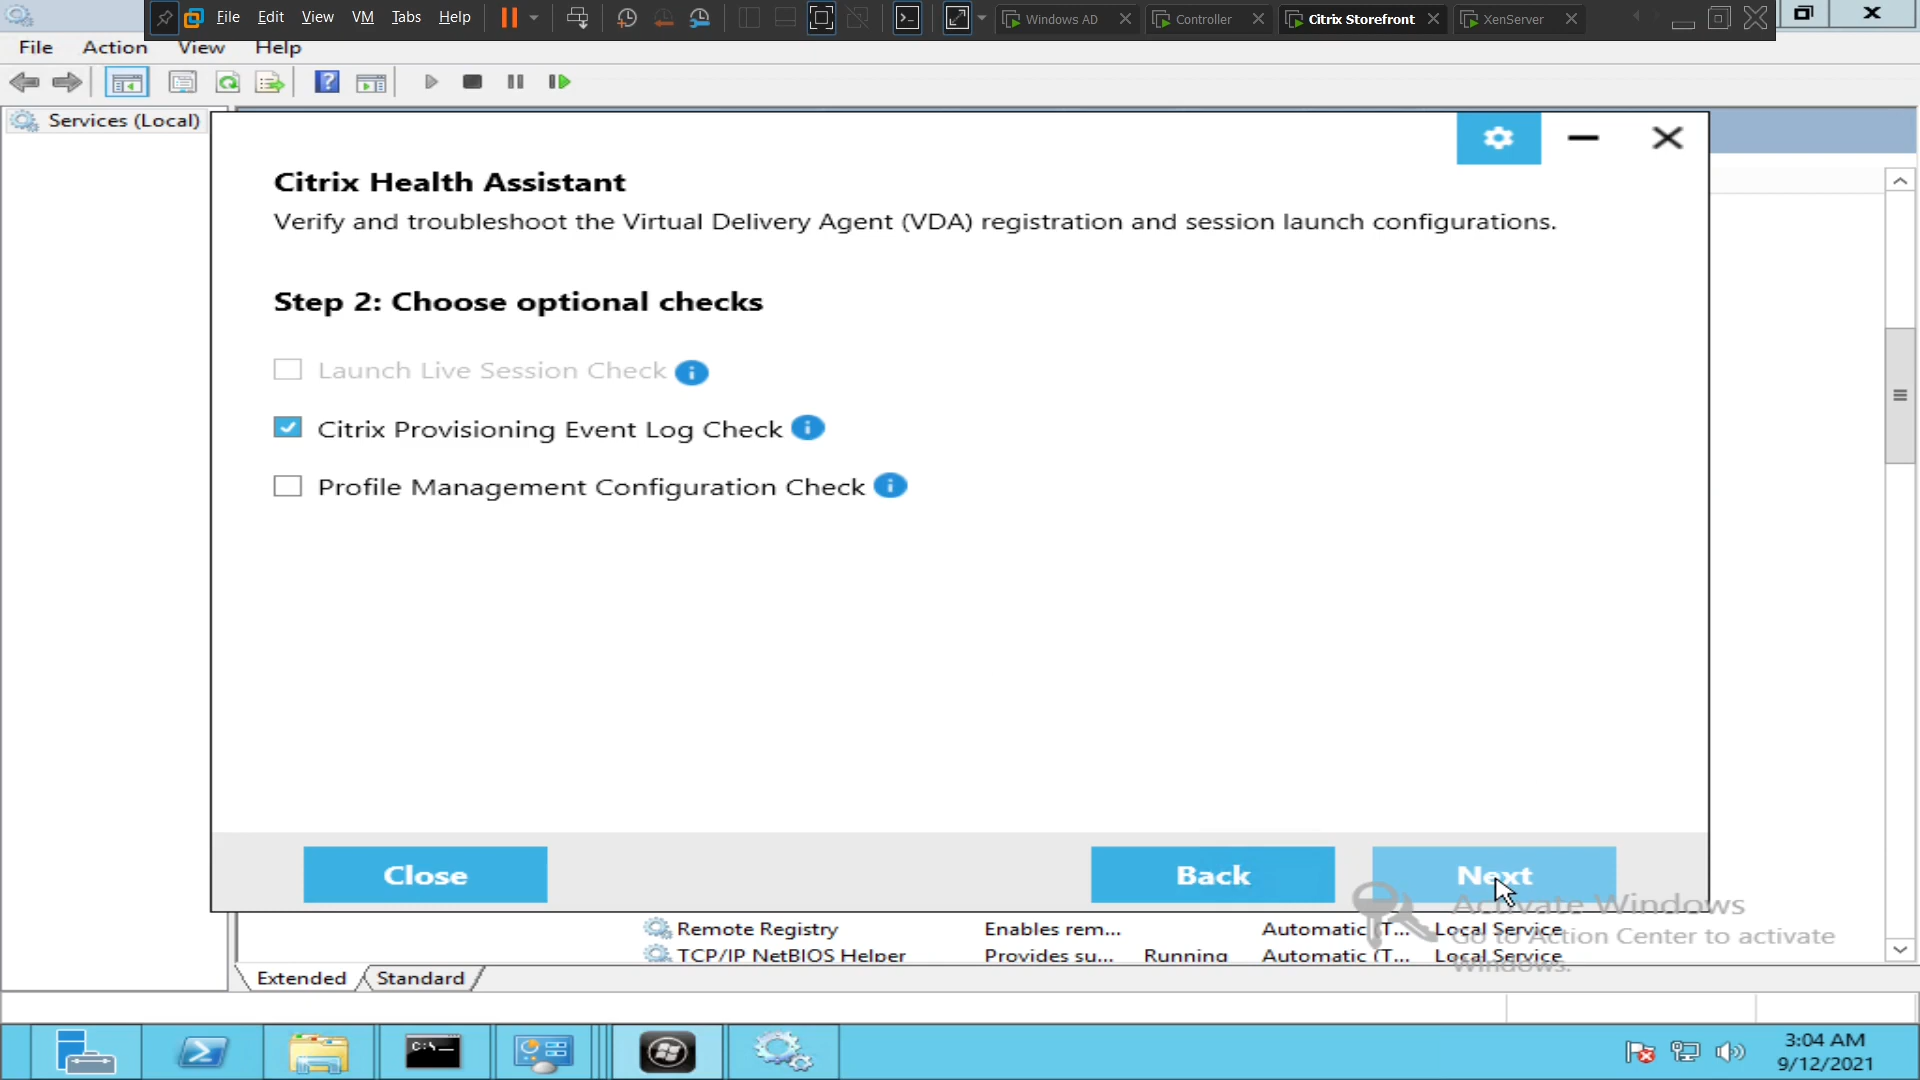 File Edit View VM Tabs Help
Windows AD
Controller
Citrix Storefront
XenServer
File Action View Help
Services (Local)
Citrix Health Assistant
Verify and troubleshoot the Virtual Delivery Agent (VDA) registration and session launch configurations.
Step 2: Choose optional checks
Launch Live Session Check
Citrix Provisioning Event Log Check
Profile Management Configuration Check
Close Back Next
Activate Windows
Remote Registry Enables rem... Automatic (T... Local Service
Go to Action Center to activate
TCP/IP NetBIOS Helper Provides su... Running Automatic (T... Local Service
Windows.
Extended Standard
C:\
3:04 AM
9/12/2021